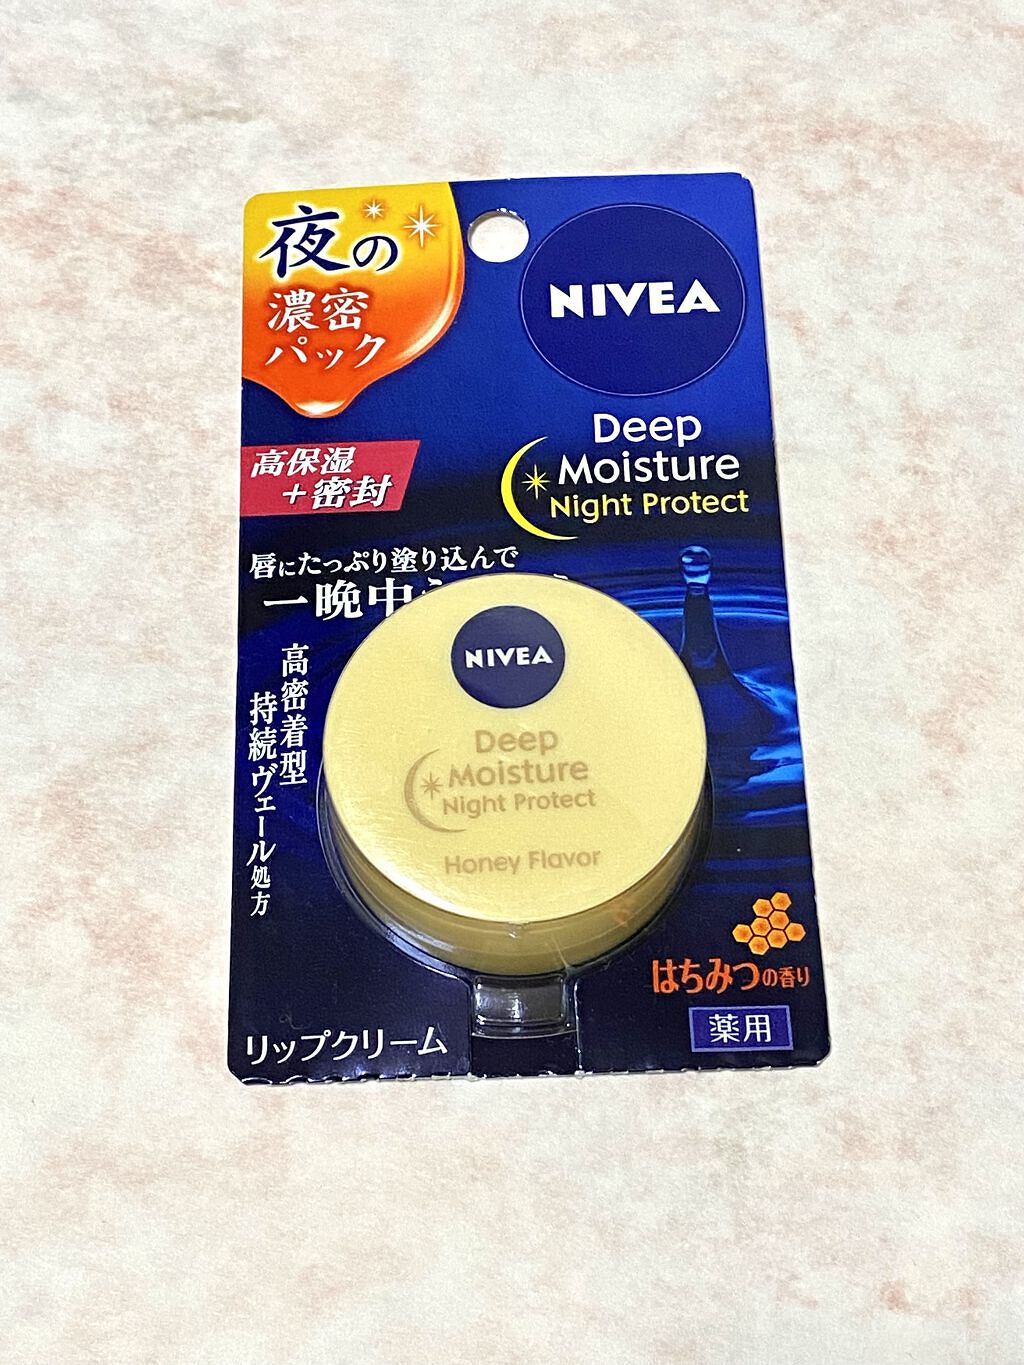 夜の
濃密
パック
NIVEA
Deep
Moisture
Night Protect
高保湿
+密封
唇にたっぷり塗り込んで
一晩中
高密着型
持続ヴェール処方
NIVEA
Deep
Moisture
Night Protect
Honey Flavor
はちみつの香り
薬用
リップクリーム